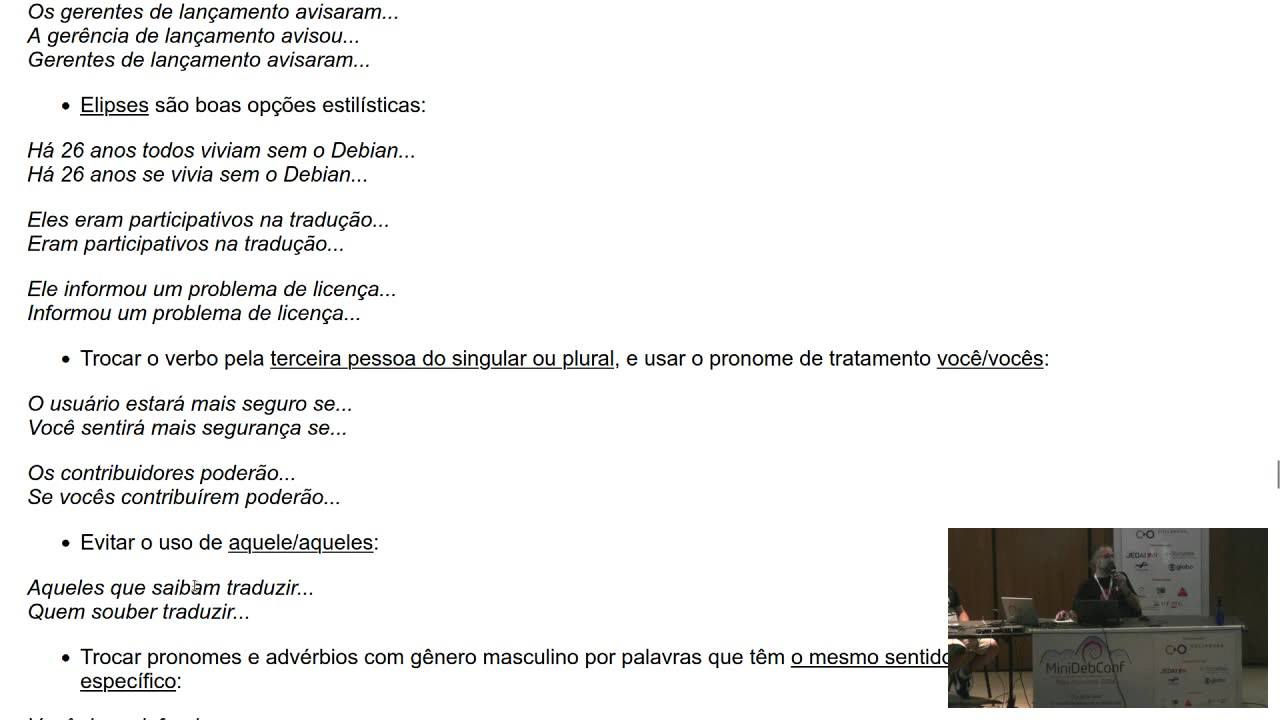 Os gerentes de lançamento avisaram...
A gerência de lançamento avisou...
Gerentes de lançamento avisaram...
• Elipses são boas opções estilísticas:
Há 26 anos todos viviam sem o Debian...
Há 26 anos se vivia sem o Debian...
Eles eram participativos na tradução...
Eram participativos na tradução...
Ele informou um problema de licença...
Informou um problema de licença...
• Trocar o verbo pela terceira pessoa do singular ou plural, e usar o pronome de tratamento você/vocês:
O usuário estará mais seguro se...
Você sentirá mais segurança se...
Os contribuidores poderão...
Se vocês contribuírem poderão...
• Evitar o uso de aquele/aqueles:
Aqueles que saibam traduzir...
Quem souber traduzir...
• Trocar pronomes e advérbios com gênero masculino por palavras que têm o mesmo sentido
específico:
MiniDebConf
globo